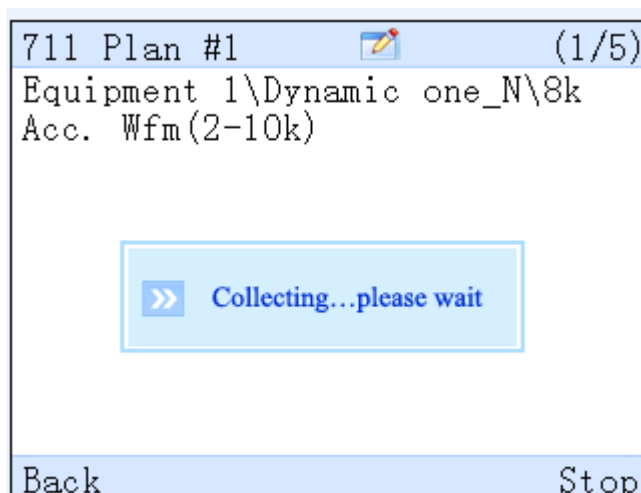 711 Plan #1 (1/5)
Equipment 1\Dynamic one_N\8k
Acc. Wfm(2-10k)
Collecting...please wait
Back Stop